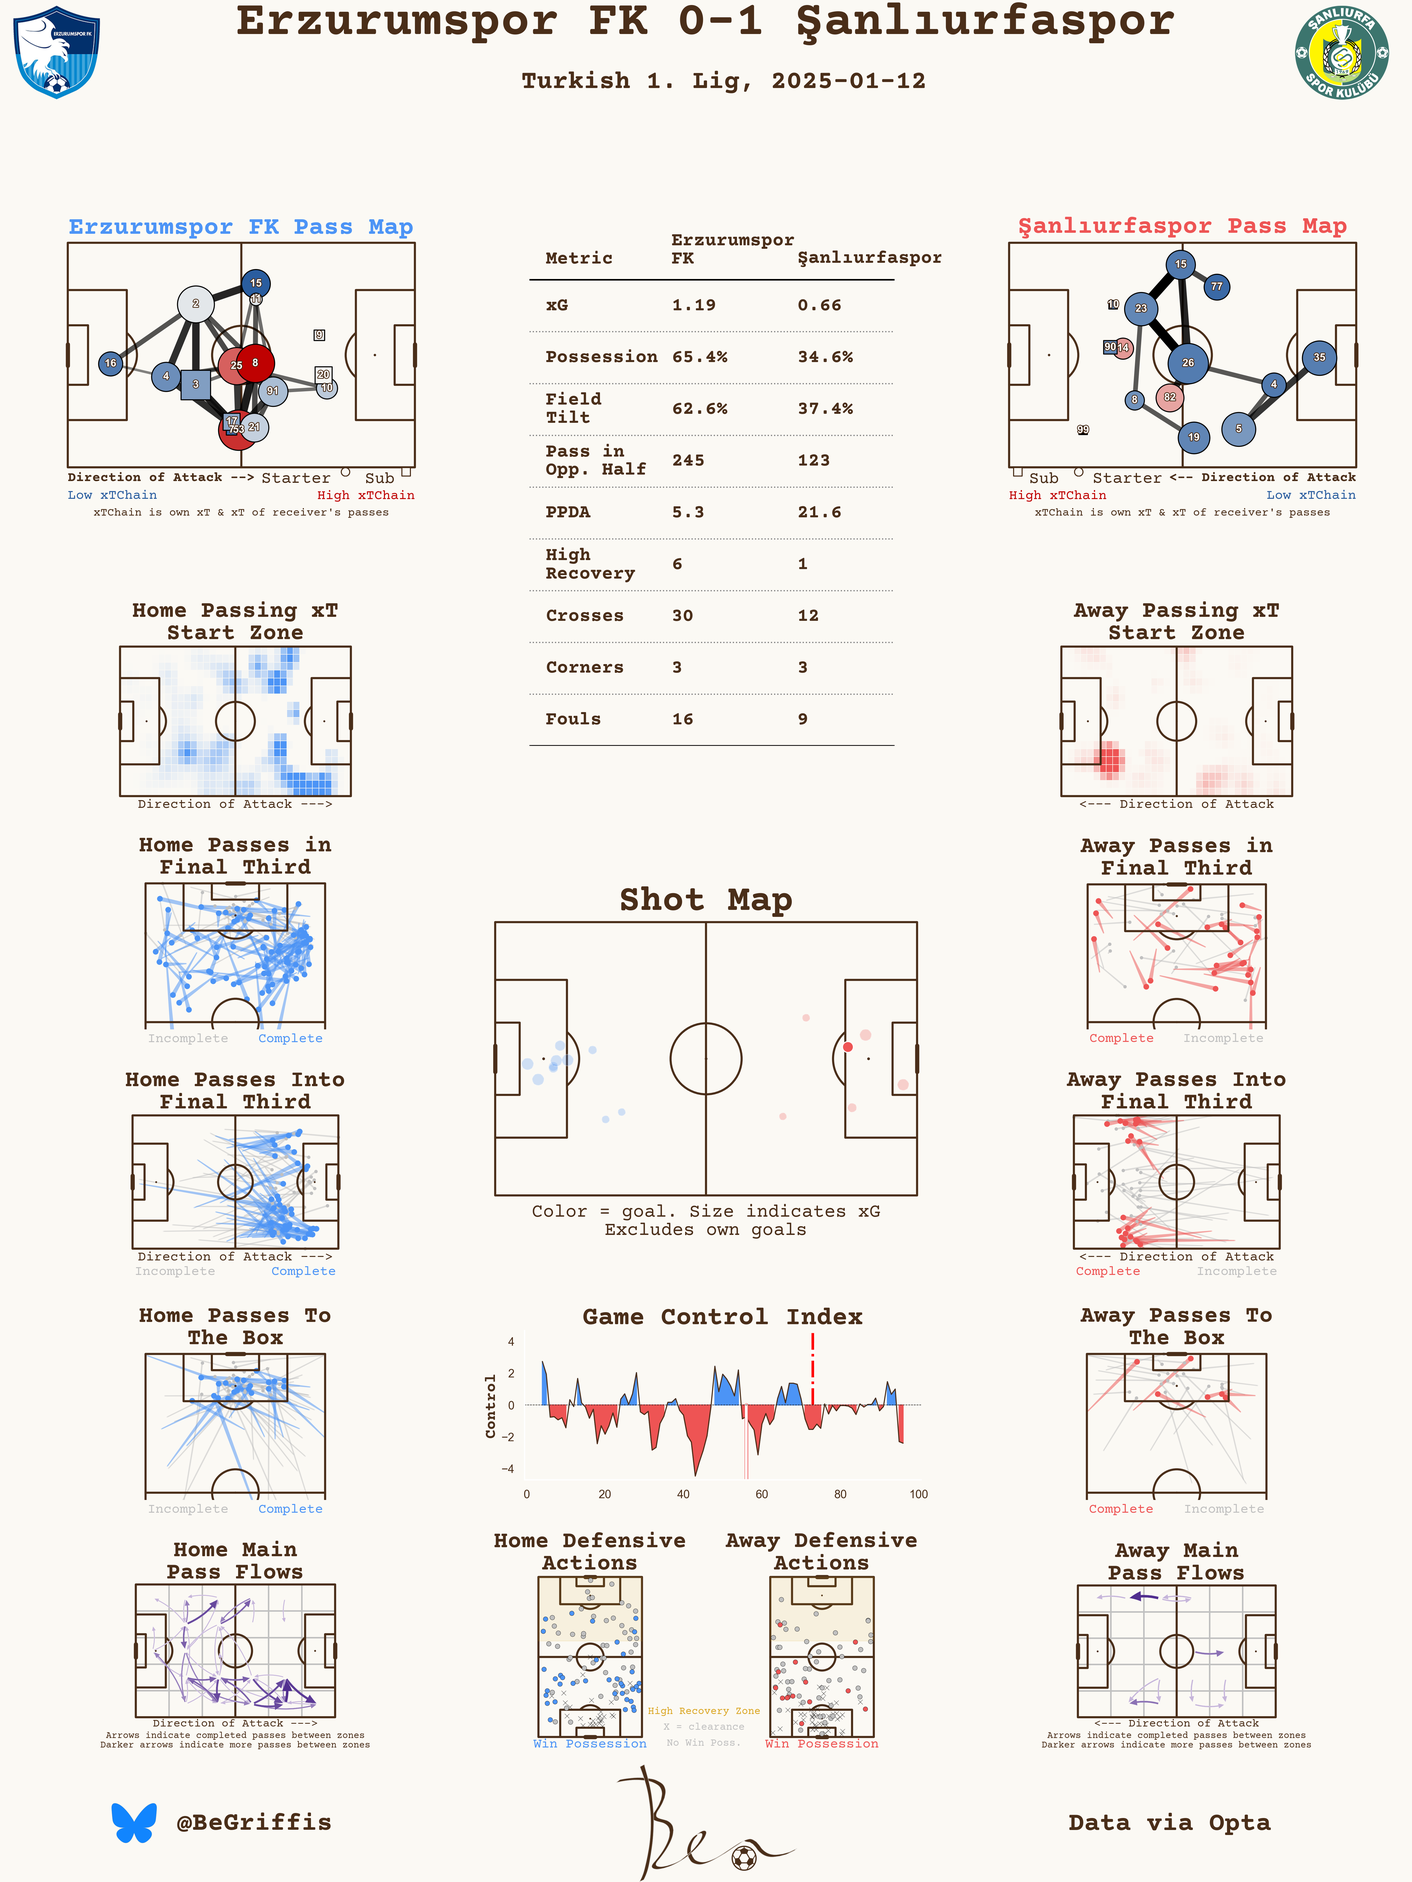 Erzurumspor FK 0-1 Şanlıurfaspor
Turkish 1. Lig, 2025-01-12
ERZURUMSPOR FK
ŞANLIURFA
SPOR KULÜBÜ
Erzurumspor FK Pass Map
15
11
2
9
16
25
8
4
3
20
10
91
17
753
21
Direction of Attack --> Starter Sub
Low xTChain High xTChain
xTChain is own xT & xT of receiver's passes
Metric Erzurumspor FK Şanlıurfaspor
xG 1.19 0.66
Possession 65.4% 34.6%
Field Tilt 62.6% 37.4%
Pass in Opp. Half 245 123
PPDA 5.3 21.6
High Recovery 6 1
Crosses 30 12
Corners 3 3
Fouls 16 9
Şanlıurfaspor Pass Map
15
77
10
23
90
14
26
35
4
8
82
99
19
5
Sub Starter <-- Direction of Attack
High xTChain Low xTChain
xTChain is own xT & xT of receiver's passes
Home Passing xT
Start Zone
Direction of Attack --->
Away Passing xT
Start Zone
<--- Direction of Attack
Home Passes in
Final Third
Incomplete Complete
Away Passes in
Final Third
Complete Incomplete
Shot Map
Color = goal. Size indicates xG
Excludes own goals
Home Passes Into
Final Third
Direction of Attack --->
Incomplete Complete
Away Passes Into
Final Third
<--- Direction of Attack
Complete Incomplete
Home Passes To
The Box
Incomplete Complete
Game Control Index
Control
4
2
0
−2
−4
0 20 40 60 80 100
Away Passes To
The Box
Complete Incomplete
Home Main
Pass Flows
Direction of Attack --->
Arrows indicate completed passes between zones
Darker arrows indicate more passes between zones
Home Defensive
Actions
Win Possession
Away Defensive
Actions
Win Possession
High Recovery Zone
X = clearance
No Win Poss.
Away Main
Pass Flows
<--- Direction of Attack
Arrows indicate completed passes between zones
Darker arrows indicate more passes between zones
@BeGriffis
Ben
Data via Opta